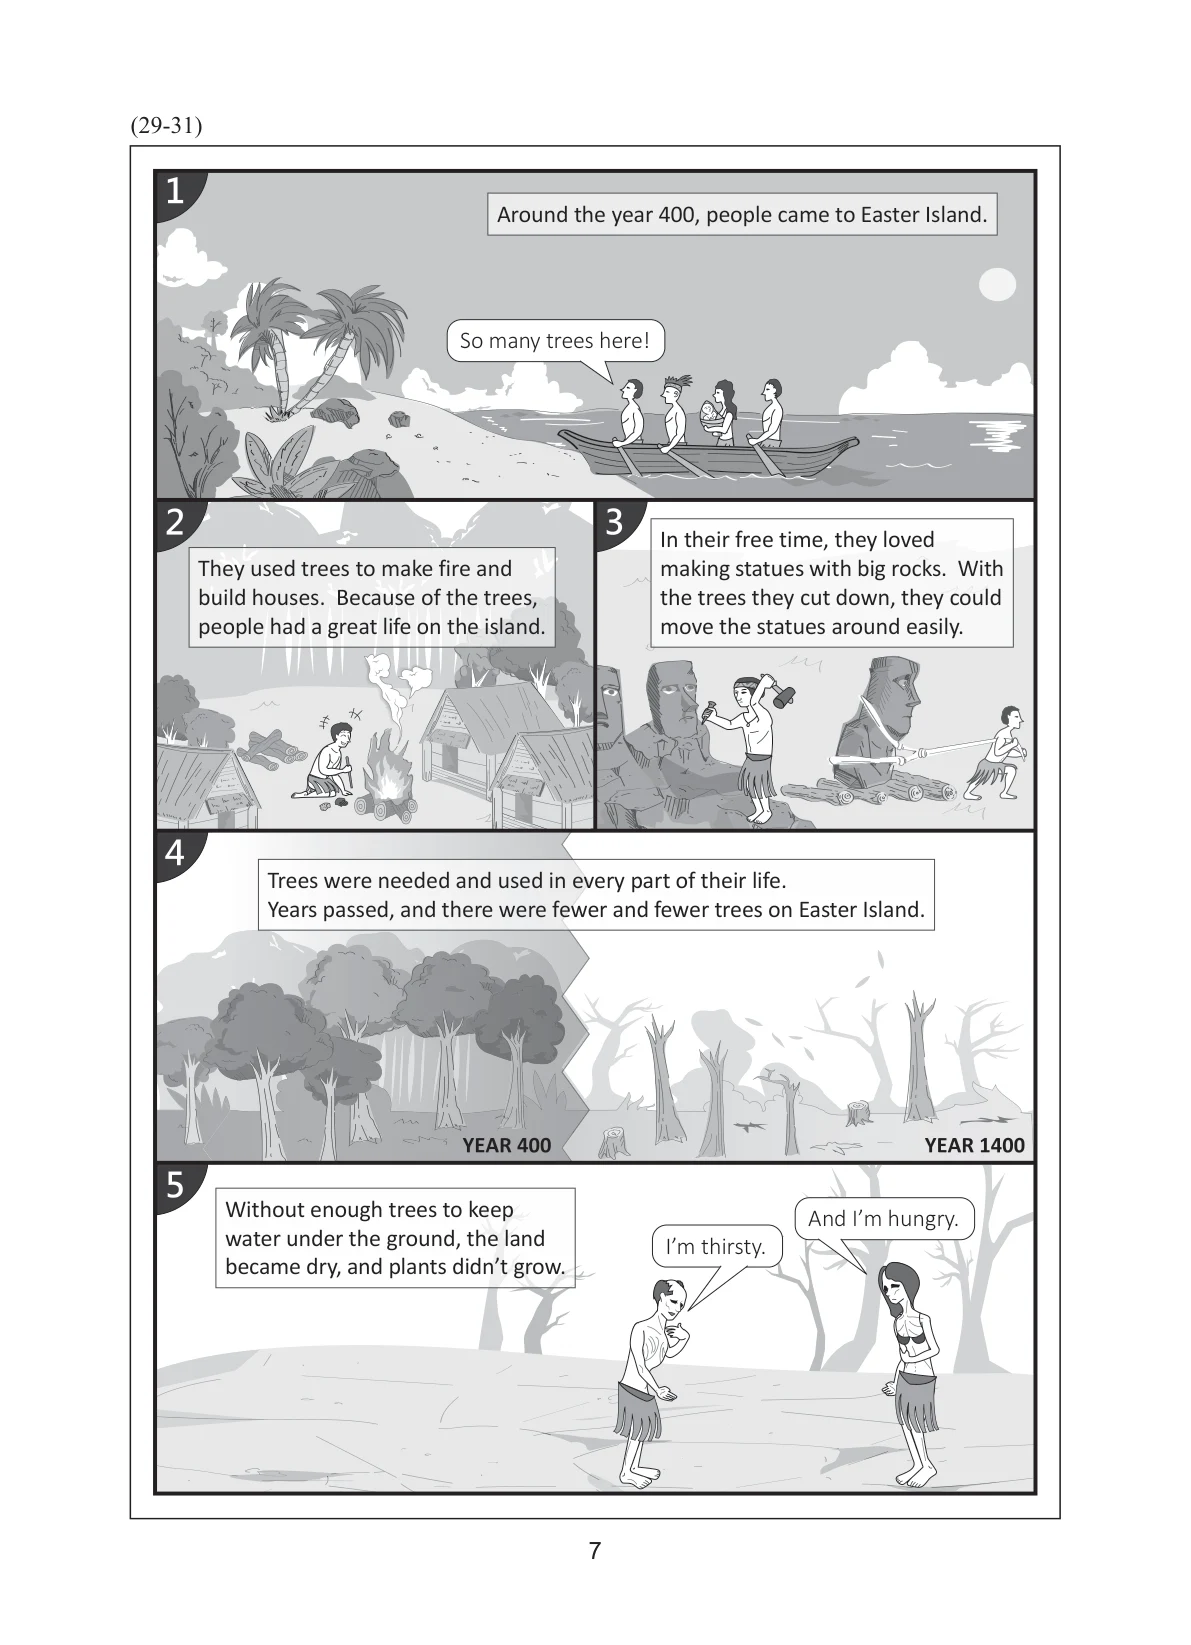 (29-31)
1
Around the year 400, people came to Easter Island.
So many trees here!
2
They used trees to make fire and
build houses. Because of the trees,
people had a great life on the island.
3
In their free time, they loved
making statues with big rocks. With
the trees they cut down, they could
move the statues around easily.
4
Trees were needed and used in every part of their life.
Years passed, and there were fewer and fewer trees on Easter Island.
YEAR 400
YEAR 1400
5
Without enough trees to keep
water under the ground, the land
became dry, and plants didn't grow.
I'm thirsty.
And I'm hungry.
7